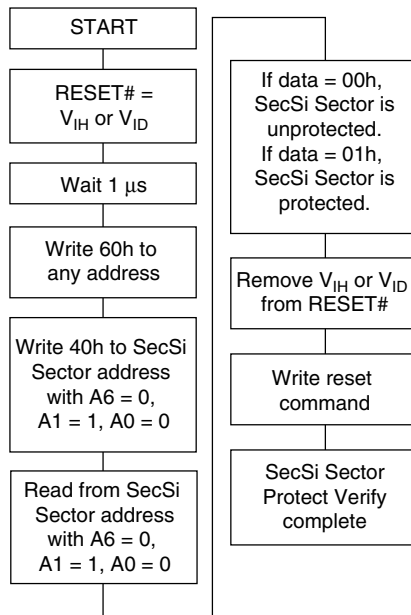 START
RESET# =
V_IH or V_ID
Wait 1 μs
Write 60h to
any address
Write 40h to SecSi
Sector address
with A6 = 0,
A1 = 1, A0 = 0
Read from SecSi
Sector address
with A6 = 0,
A1 = 1, A0 = 0
If data = 00h,
SecSi Sector is
unprotected.
If data = 01h,
SecSi Sector is
protected.
Remove V_IH or V_ID
from RESET#
Write reset
command
SecSi Sector
Protect Verify
complete